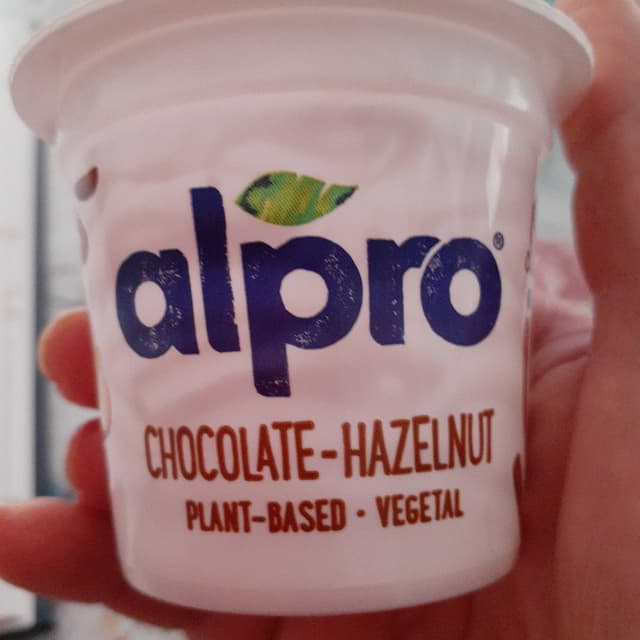 alpro®
CHOCOLATE-HAZELNUT
PLANT-BASED · VEGETAL